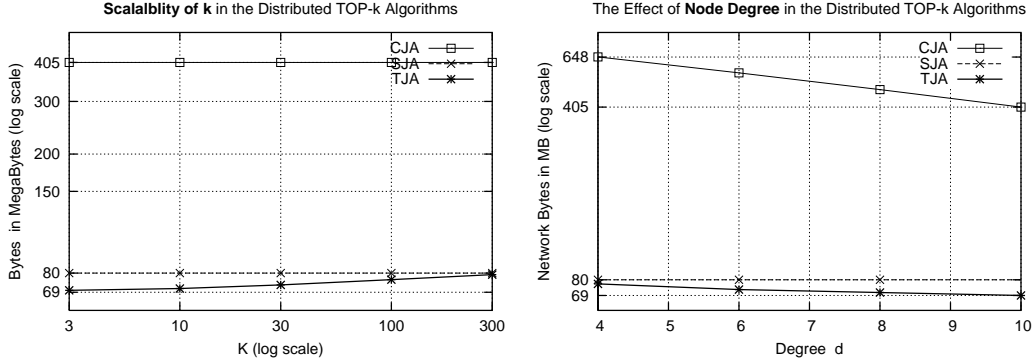 Scalalblity of k in the Distributed TOP-k Algorithms
CJA
SJA
TJA
405
300
200
150
80
69
Bytes in MegaBytes (log scale)
3 10 30 100 300
K (log scale)
The Effect of Node Degree in the Distributed TOP-k Algorithms
CJA
SJA
TJA
648
405
80
69
Network Bytes in MB (log scale)
4 5 6 7 8 9 10
Degree d